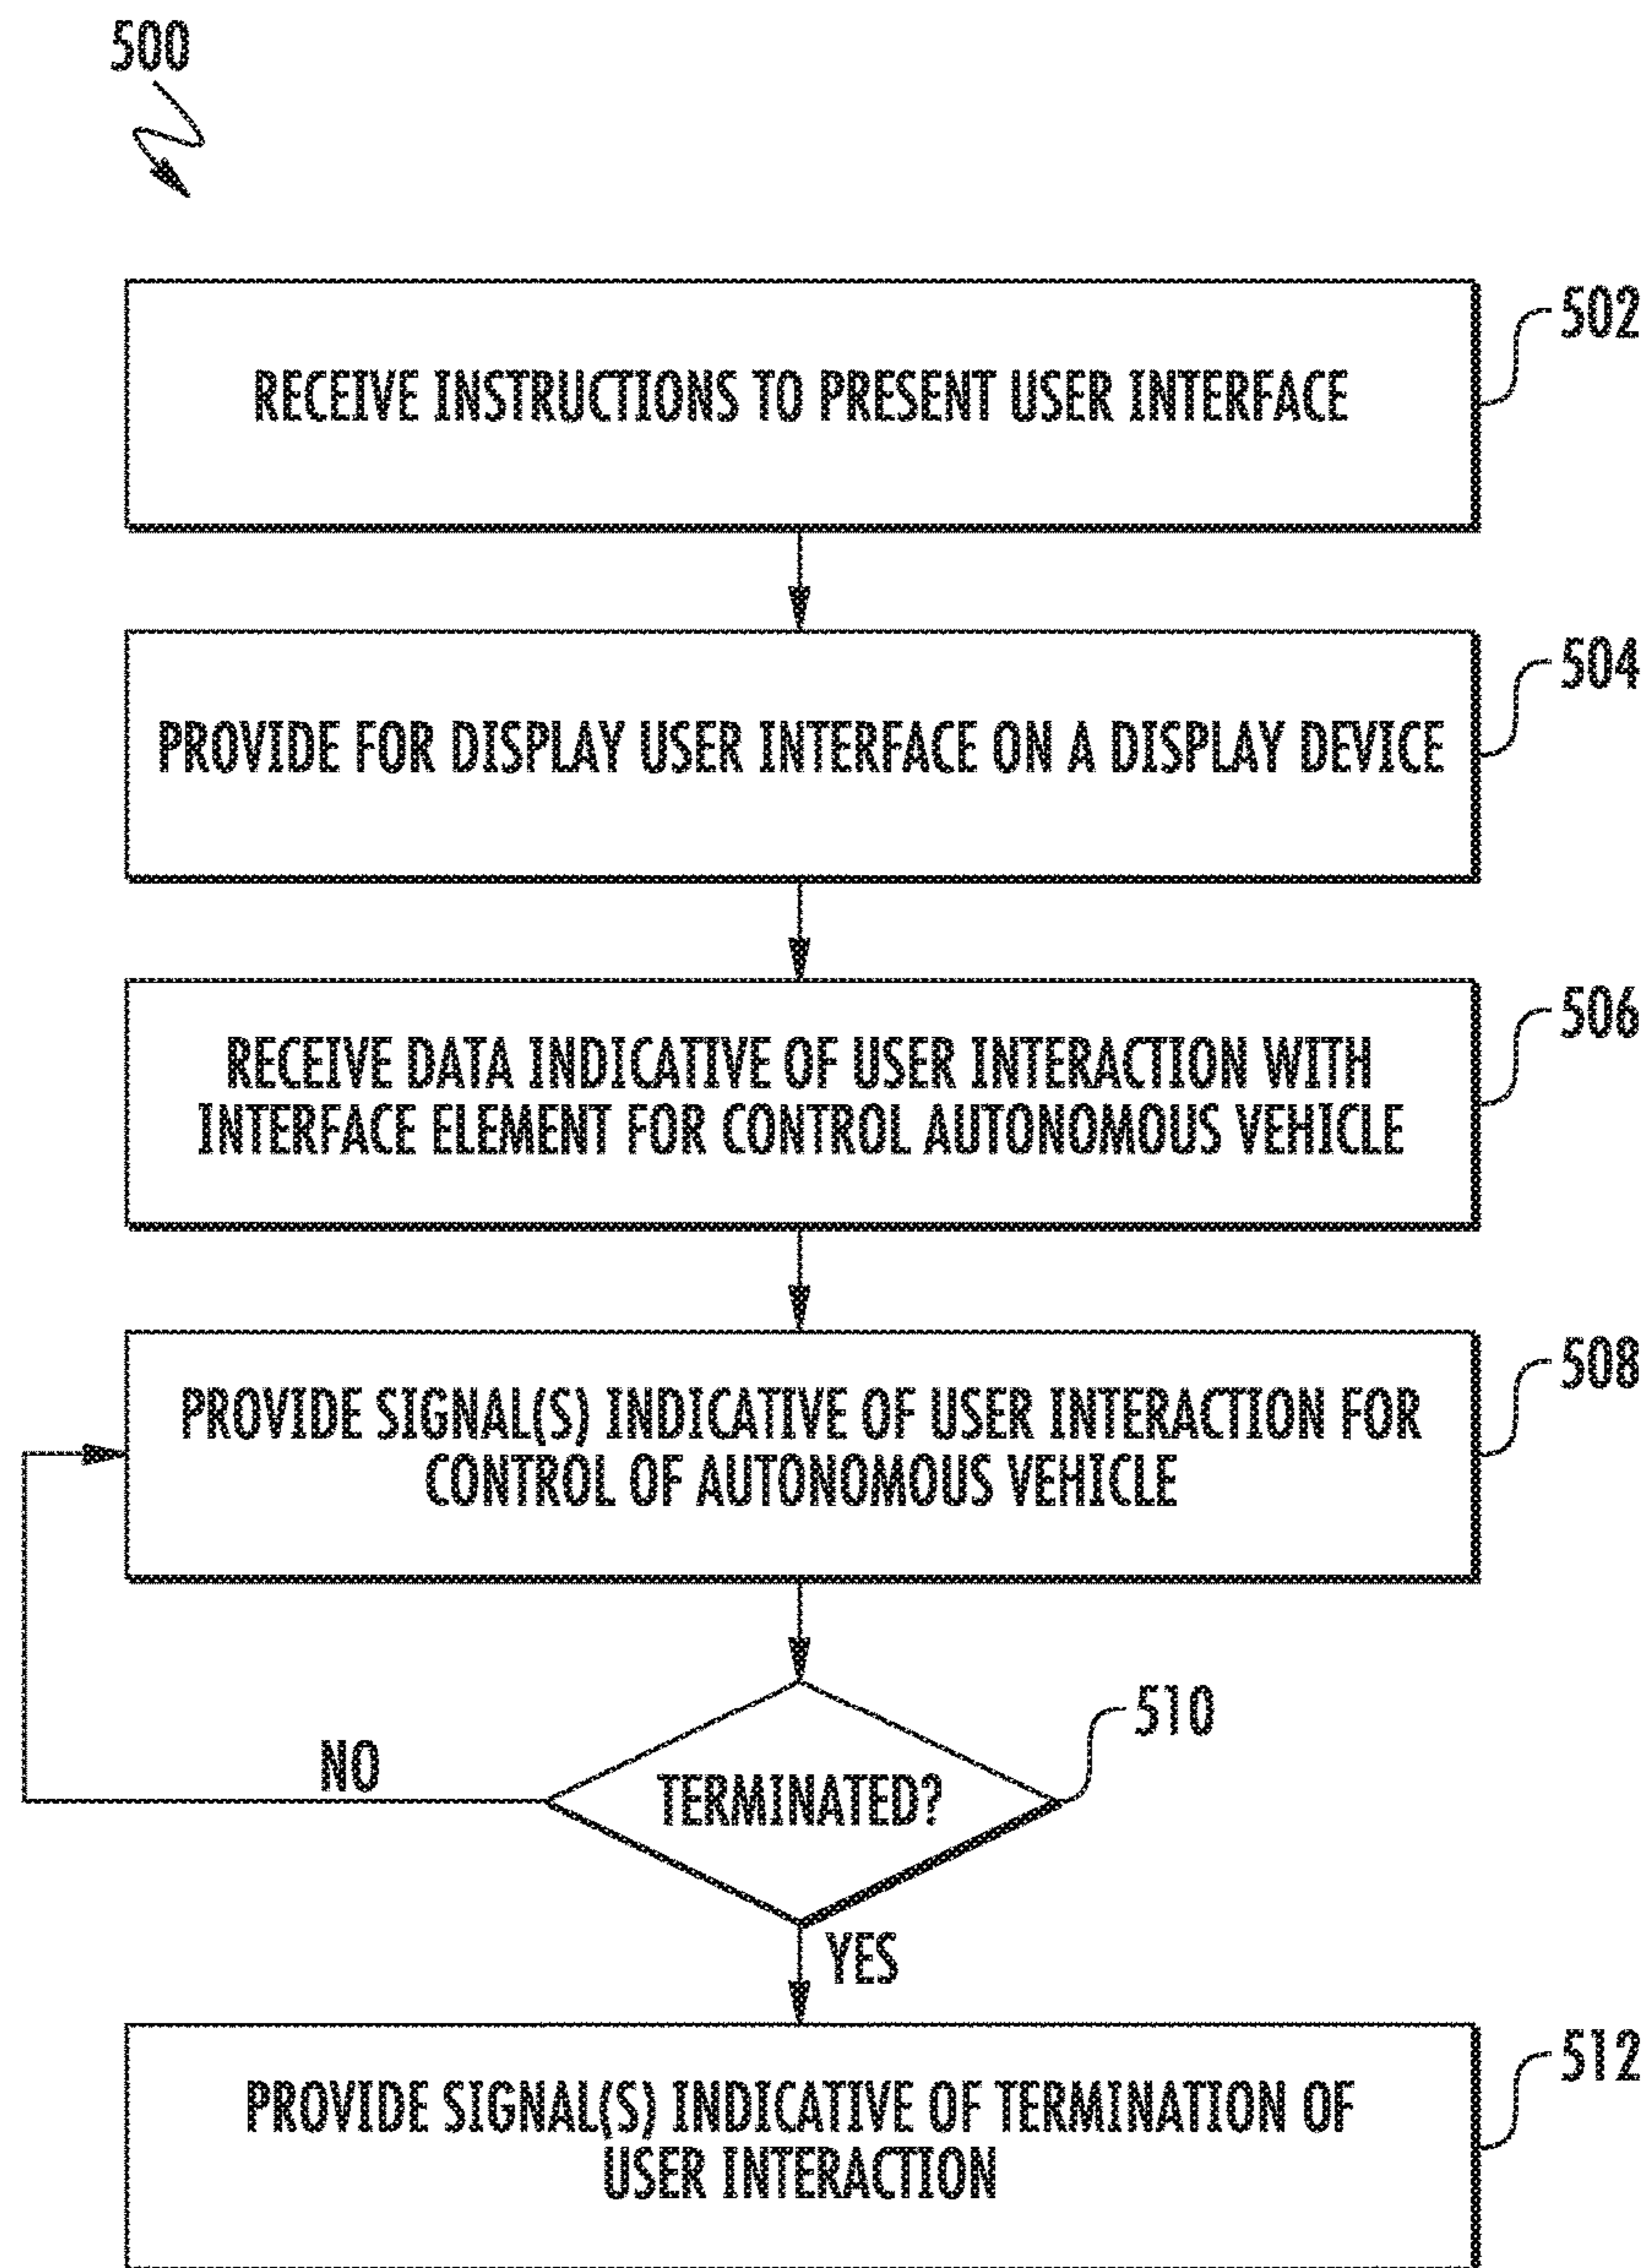 500
RECEIVE INSTRUCTIONS TO PRESENT USER INTERFACE
502
PROVIDE FOR DISPLAY USER INTERFACE ON A DISPLAY DEVICE
504
RECEIVE DATA INDICATIVE OF USER INTERACTION WITH
INTERFACE ELEMENT FOR CONTROL AUTONOMOUS VEHICLE
506
PROVIDE SIGNAL(S) INDICATIVE OF USER INTERACTION FOR
CONTROL OF AUTONOMOUS VEHICLE
508
TERMINATED?
510
NO
YES
PROVIDE SIGNAL(S) INDICATIVE OF TERMINATION OF
USER INTERACTION
512